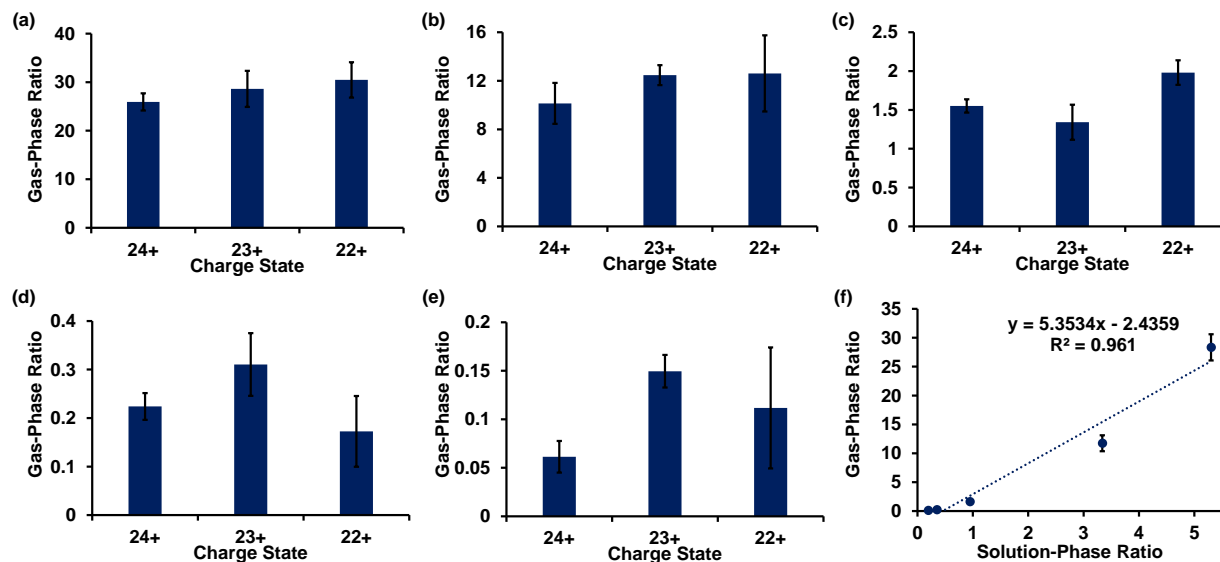 (a)
Gas-Phase Ratio
40
30
20
10
0
24+ 23+ 22+
Charge State
(b)
Gas-Phase Ratio
16
12
8
4
0
24+ 23+ 22+
Charge State
(c)
Gas-Phase Ratio
2.5
2
1.5
1
0.5
0
24+ 23+ 22+
Charge State
(d)
Gas-Phase Ratio
0.4
0.3
0.2
0.1
0
24+ 23+ 22+
Charge State
(e)
Gas-Phase Ratio
0.2
0.15
0.1
0.05
0
24+ 23+ 22+
Charge State
(f)
Gas-Phase Ratio
35
30
25
20
15
10
5
0
y = 5.3534x - 2.4359
R² = 0.961
0 1 2 3 4 5
Solution-Phase Ratio